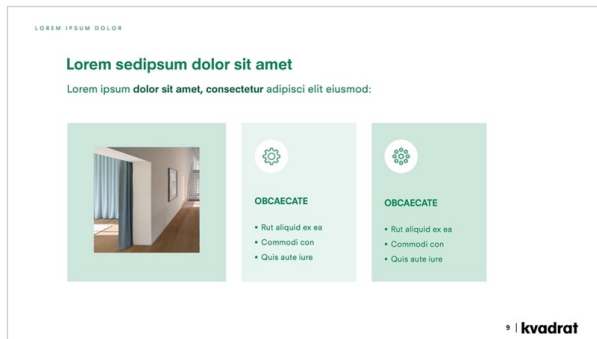 LOREM IPSUM DOLOR
Lorem sedipsum dolor sit amet
Lorem ipsum dolor sit amet, consectetur adipisci elit eiusmod:
OBCAECATE
• Rut aliquid ex ea
• Commodi con
• Quis aute iure
OBCAECATE
• Rut aliquid ex ea
• Commodi con
• Quis aute iure
9 | kvadrat